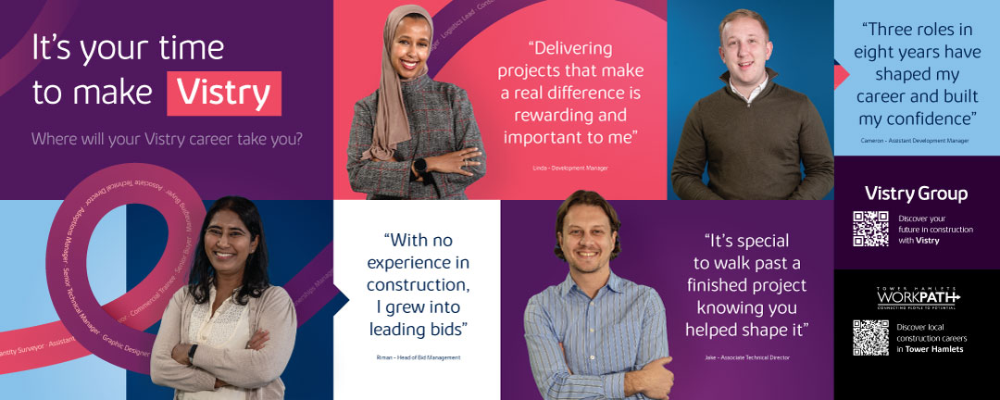 It's your time
to make Vistry
Where will your Vistry career take you?
“Delivering
projects that make
a real difference is
rewarding and
important to me”
Linda - Development Manager
“Three roles in
eight years have
shaped my
career and built
my confidence”
Cameron - Assistant Development Manager
Logistics Lead
Associate Technical Director
Adoptions Manager
Senior Technical Manager
Graphic Designer
Commercial Trainee
Senior Buyer
Managing Buyer
antity Surveyor · Assistant
“With no
experience in
construction,
I grew into
leading bids”
Riman - Head of Bid Management
“It's special
to walk past a
finished project
knowing you
helped shape it”
Jake - Associate Technical Director
Vistry Group
Discover your
future in construction
with Vistry
TOWER HAMLETS
WORKPATH
CONNECTING PEOPLE TO POTENTIAL
Discover local
construction careers
in Tower Hamlets